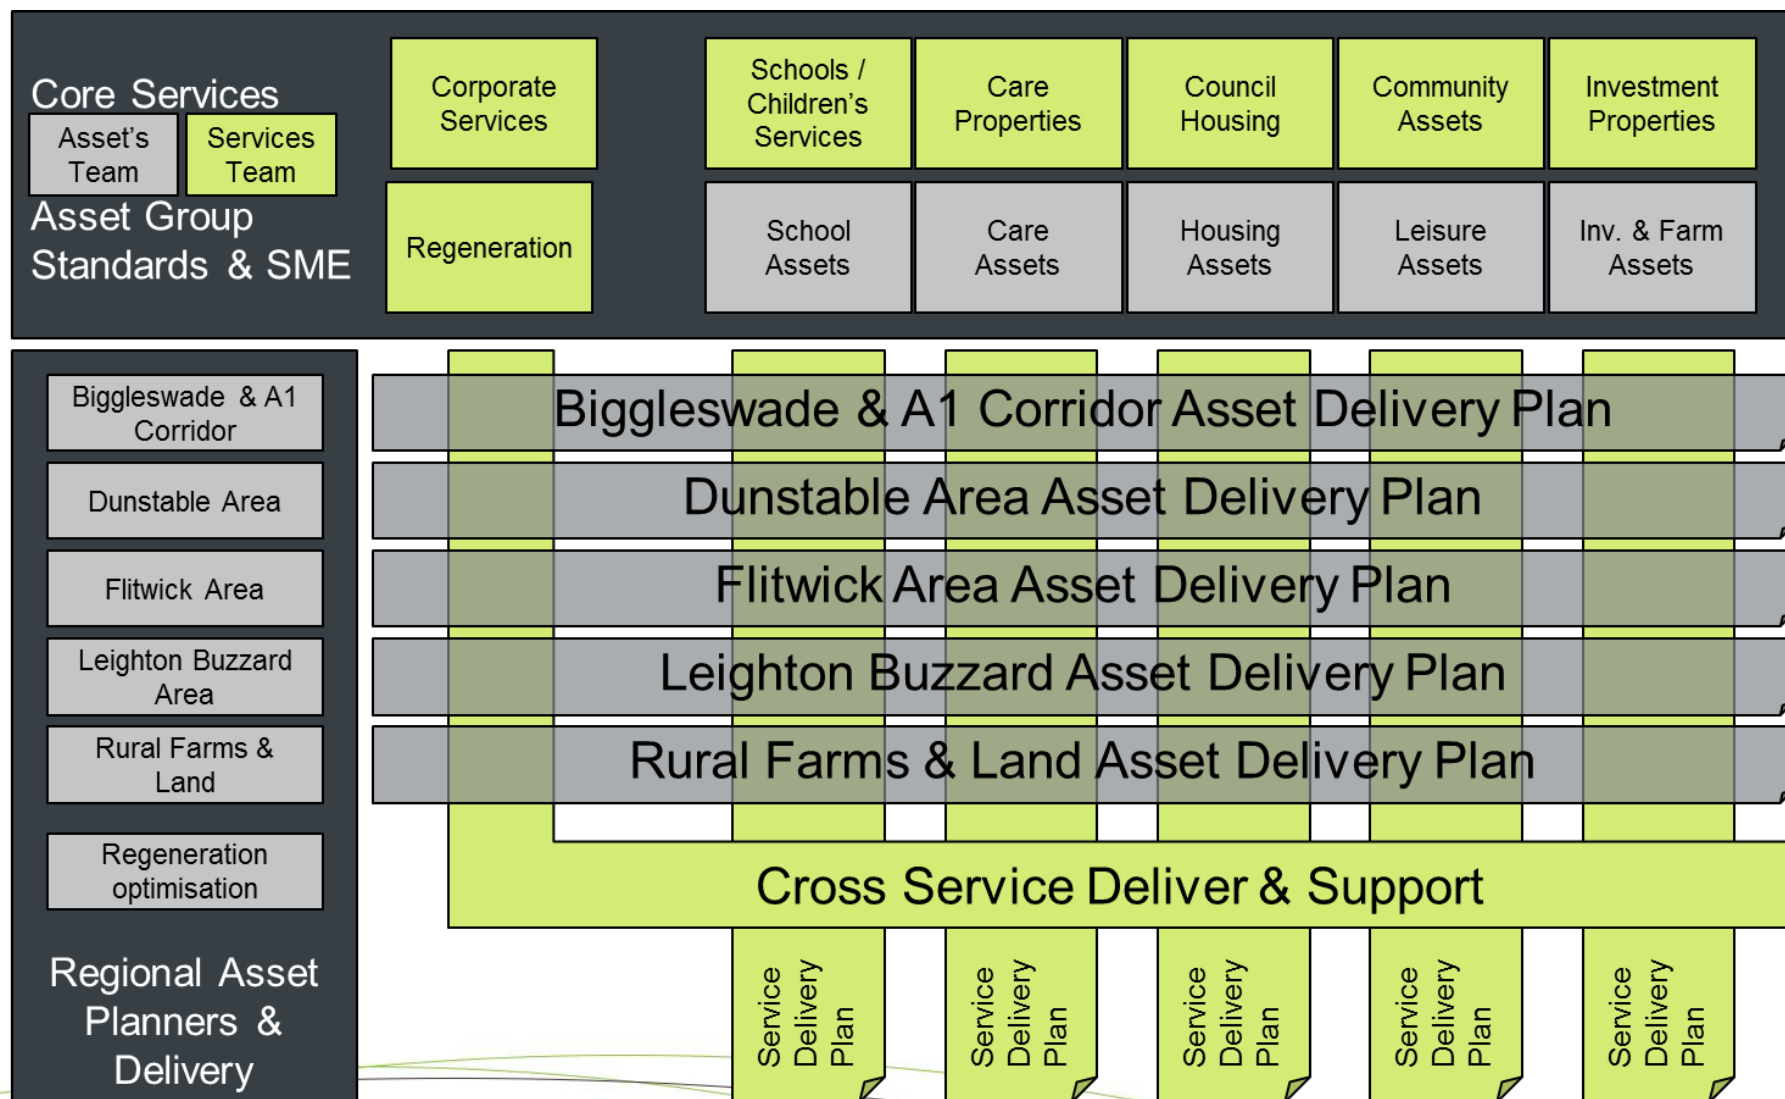 Core Services
Asset's
Team
Services
Team
Asset Group
Standards & SME
Corporate
Services
Regeneration
Schools /
Children's
Services
Care
Properties
Council
Housing
Community
Assets
Investment
Properties
School
Assets
Care
Assets
Housing
Assets
Leisure
Assets
Inv. & Farm
Assets
Biggleswade & A1
Corridor
Biggleswade & A1 Corridor Asset Delivery Plan
Dunstable Area
Dunstable Area Asset Delivery Plan
Flitwick Area
Flitwick Area Asset Delivery Plan
Leighton Buzzard
Area
Leighton Buzzard Asset Delivery Plan
Rural Farms &
Land
Rural Farms & Land Asset Delivery Plan
Regeneration
optimisation
Cross Service Deliver & Support
Regional Asset
Planners &
Delivery
Service
Delivery
Plan
Service
Delivery
Plan
Service
Delivery
Plan
Service
Delivery
Plan
Service
Delivery
Plan